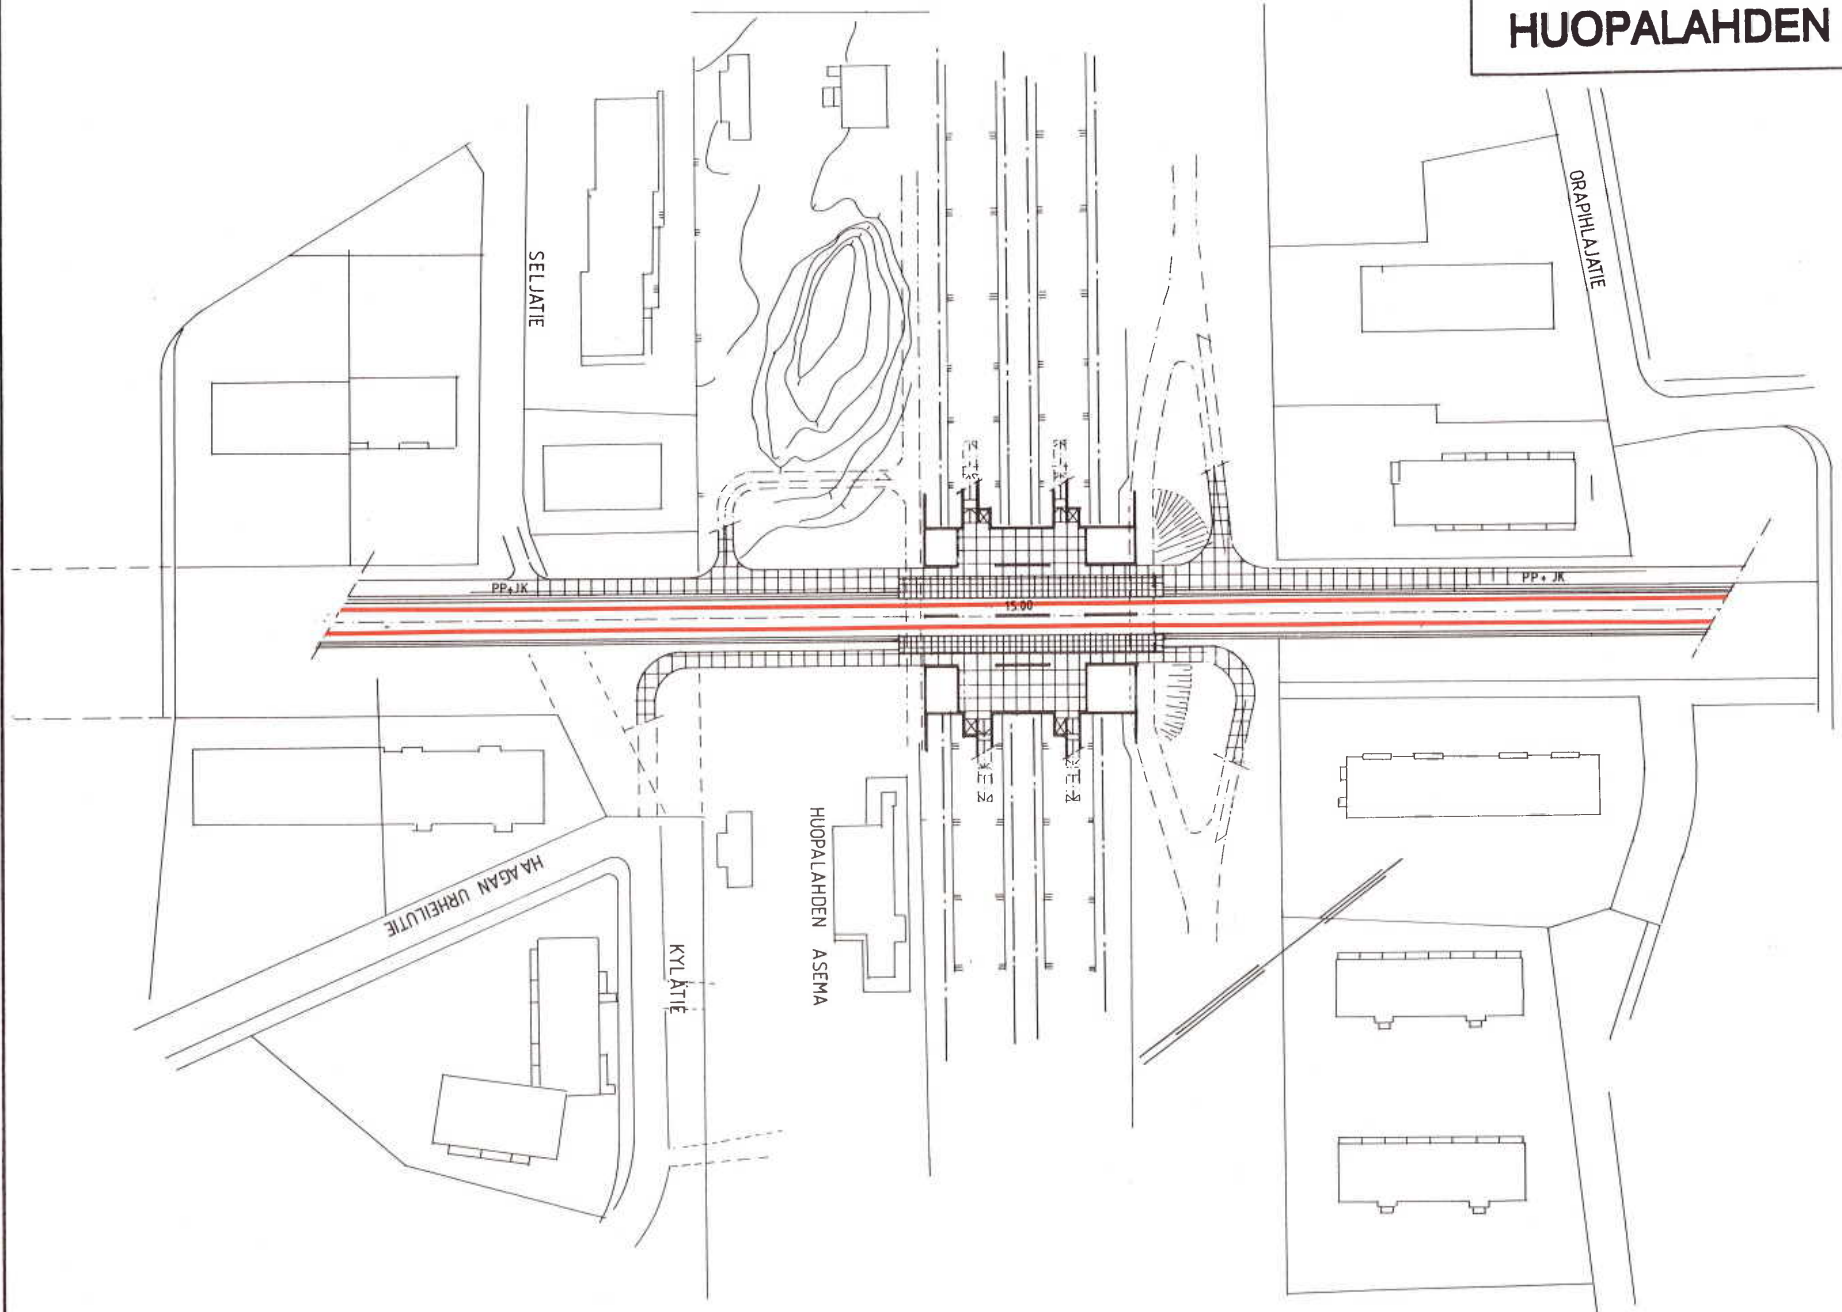 HUOPALAHDEN
ORAPIHLAJATIE
SELJATIE
PP+JK
PP+JK
15.00
HUOPALAHDEN ASEMA
HAAGAN URHEILUTIE
KYLÄTIE